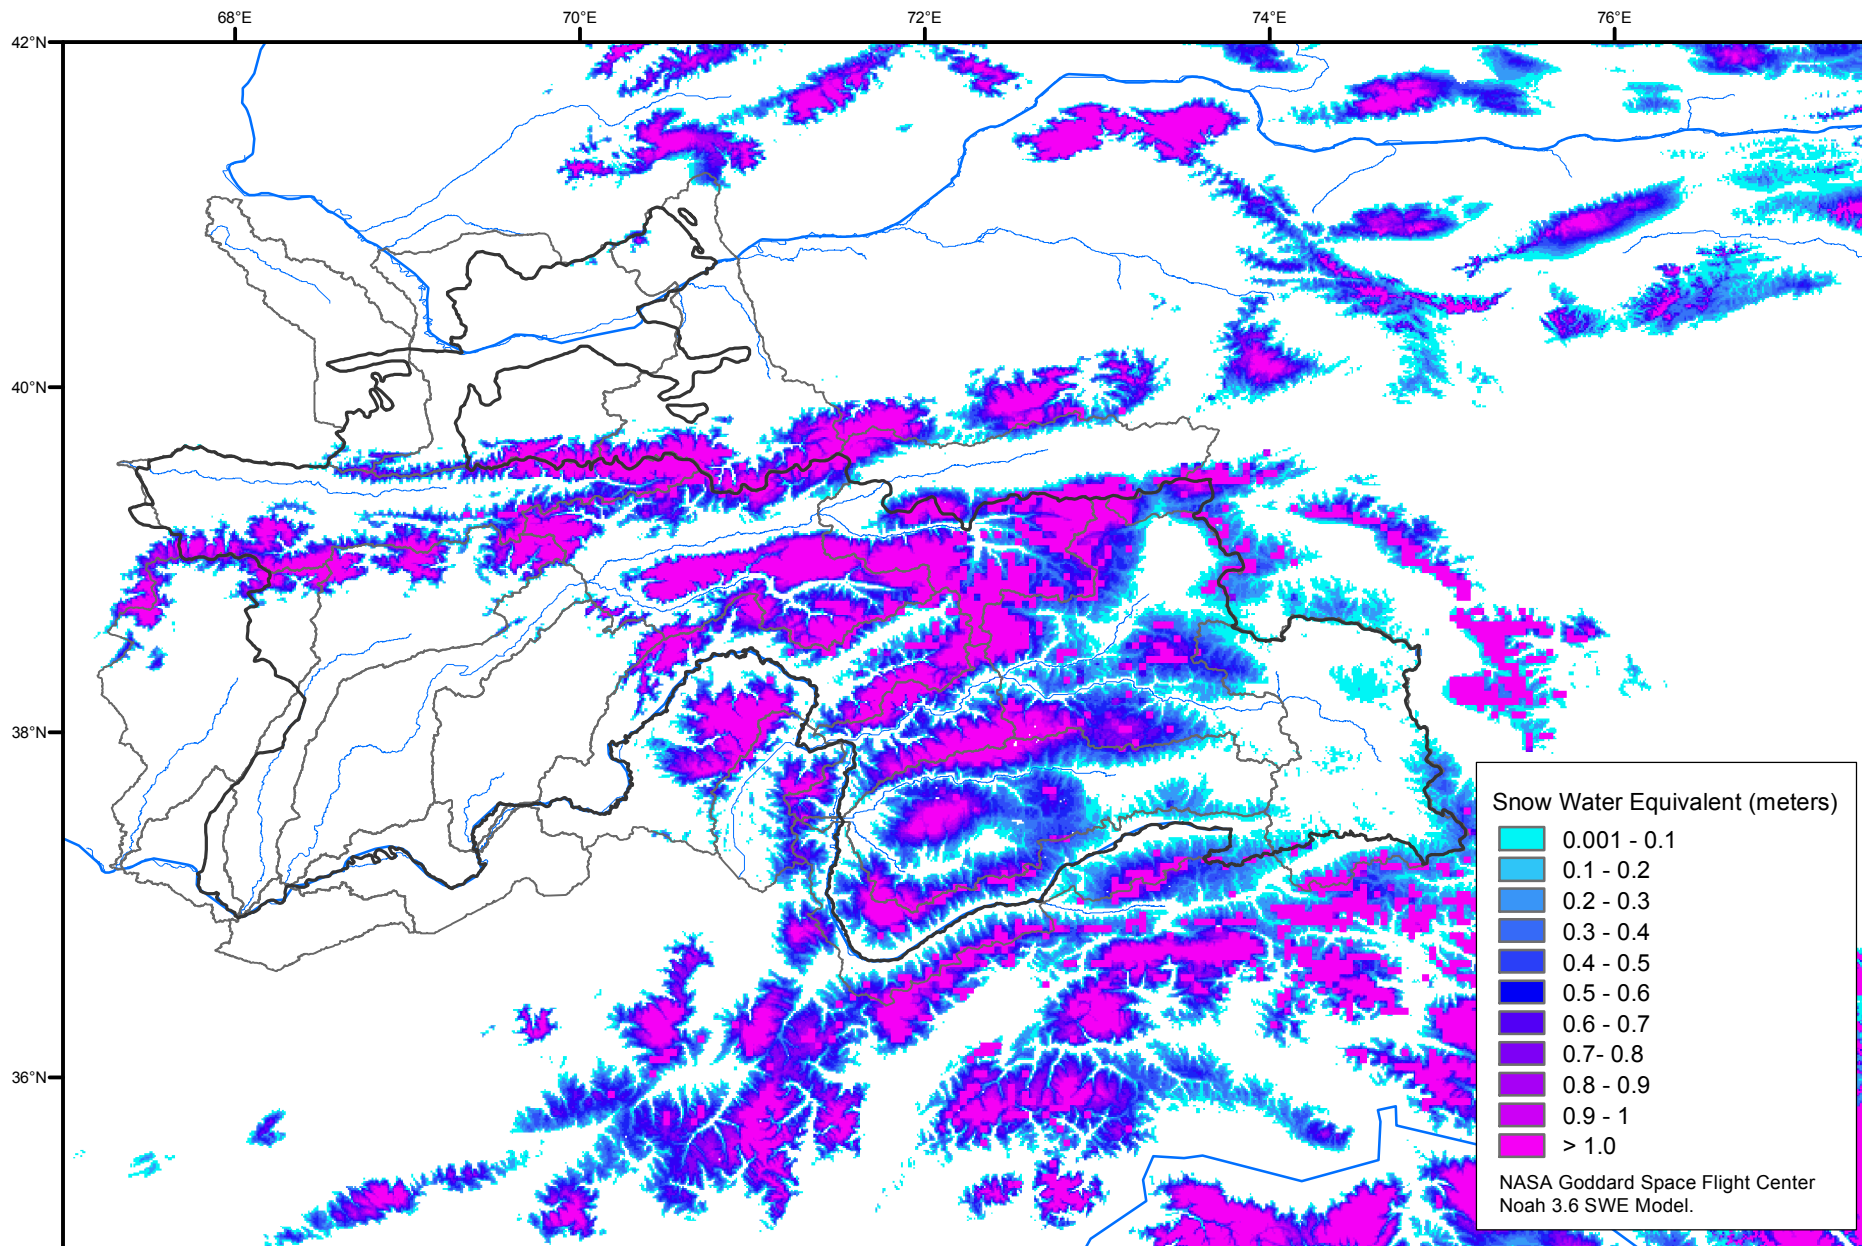 68°E 70°E 72°E 74°E 76°E
42°N
40°N
38°N
36°N
Snow Water Equivalent (meters)
0.001 - 0.1
0.1 - 0.2
0.2 - 0.3
0.3 - 0.4
0.4 - 0.5
0.5 - 0.6
0.6 - 0.7
0.7- 0.8
0.8 - 0.9
0.9 - 1
> 1.0
NASA Goddard Space Flight Center
Noah 3.6 SWE Model.